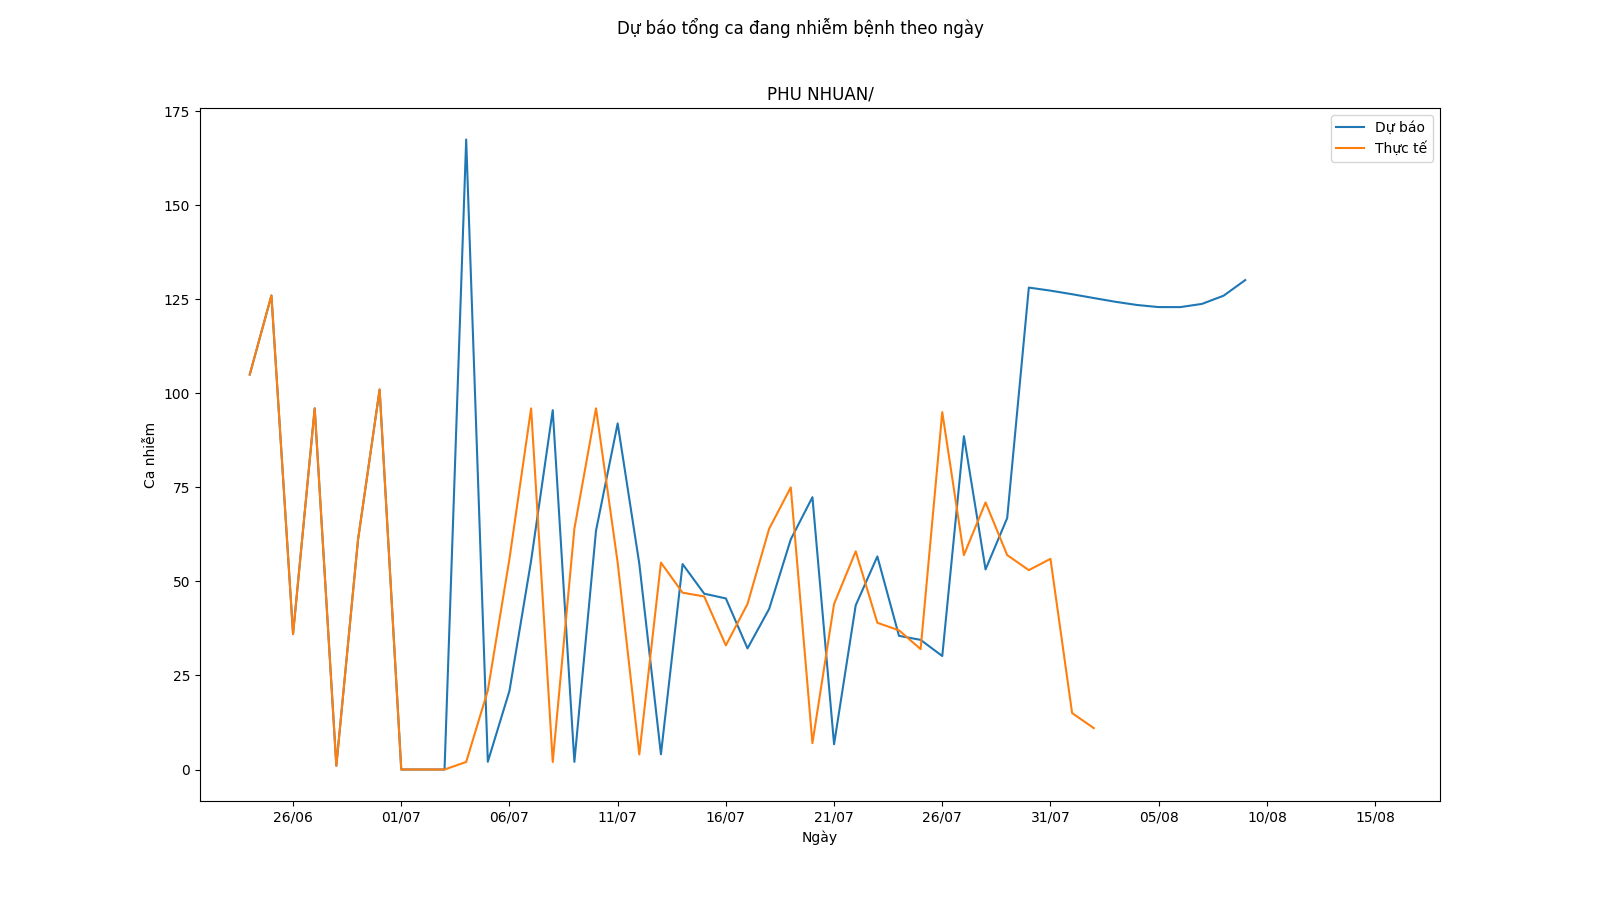 Dự báo tổng ca đang nhiễm bệnh theo ngày
PHU NHUAN/
Dự báo
Thực tế
Ca nhiễm
175
150
125
100
75
50
25
0
26/06 01/07 06/07 11/07 16/07 21/07 26/07 31/07 05/08 10/08 15/08
Ngày